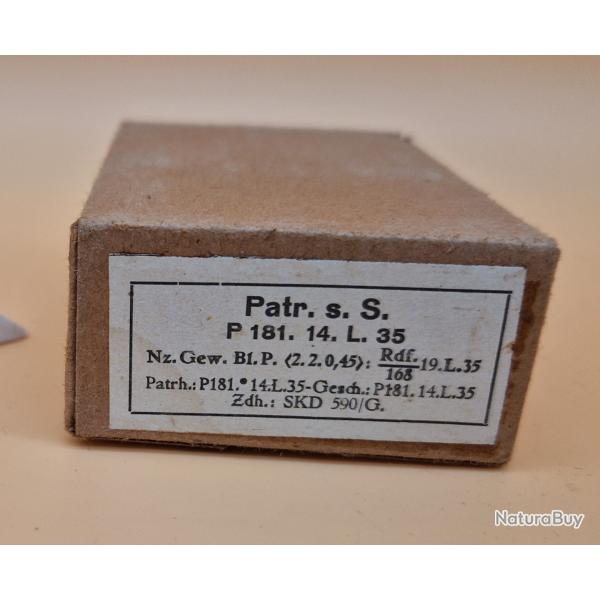 Patr. s. S.
P 181. 14. L. 35
Nz. Gew. Bl. P. (2.2.0,45): Rdf./168 19.L.35
Patrh.: P181.*14.L.35-Gesch.: P181.14.L.35
Zdh.: SKD 590/G.
NaturaBuy